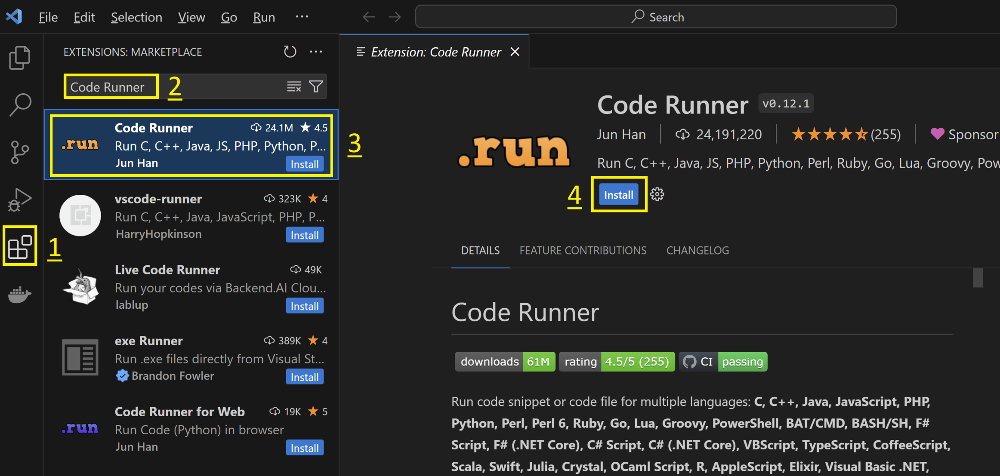 File Edit Selection View Go Run ...
Search
EXTENSIONS: MARKETPLACE
Code Runner 2
Code Runner 24.1M 4.5
.run
Run C, C++, Java, JS, PHP, Python, P...
Jun Han Install
3
vscode-runner 323K 4
Run C, C++, Java, JavaScript, PHP, P...
HarryHopkinson Install
1
Live Code Runner 49K
Run your codes via Backend.AI Clou...
lablup Install
exe Runner 389K 4
Run .exe files directly from Visual St...
Brandon Fowler Install
Code Runner for Web 19K 5
.run
Run Code (Python) in browser
Jun Han Install
Extension: Code Runner
.run
Code Runner v0.12.1
Jun Han 24,191,220 (255) Sponsor
Run C, C++, Java, JS, PHP, Python, Perl, Ruby, Go, Lua, Groovy, Pow
4 Install
DETAILS FEATURE CONTRIBUTIONS CHANGELOG
Code Runner
downloads 61M rating 4.5/5 (255) CI passing
Run code snippet or code file for multiple languages: C, C++, Java, JavaScript, PHP,
Python, Perl, Perl 6, Ruby, Go, Lua, Groovy, PowerShell, BAT/CMD, BASH/SH, F#
Script, F# (.NET Core), C# Script, C# (.NET Core), VBScript, TypeScript, CoffeeScript,
Scala, Swift, Julia, Crystal, OCaml Script, R, AppleScript, Elixir, Visual Basic .NET,